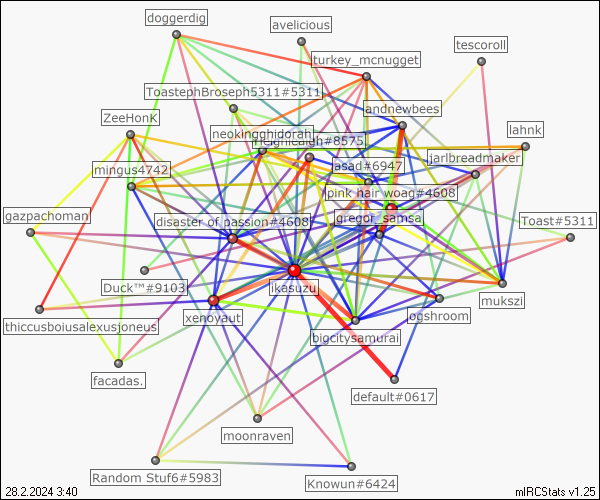 doggerdig
avelicious
tescoroll
turkey_mcnugget
ToastephBroseph5311#5311
andnewbees
ZeeHonK
lahnk
neokingghidorah
#8575
jarlbreadmaker
asad#6947
mingus4742
pink hair woag#4608
gazpachoman
disaster of passion#4608
gregor_samsa
Toast#5311
Duck™#9103
ikasuzu
mukszi
thiccusboiusalexusjoneus
xenoyaut
ogshroom
bigcitysamurai
facadas.
default#0617
moonraven
Random Stuf6#5983
Knowun#6424
28.2.2024 3:40
mIRCStats v1.25